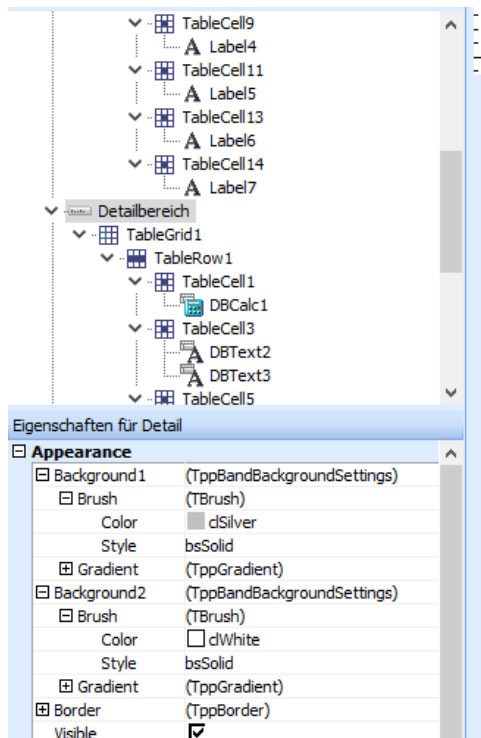 TableCell9
Label4
TableCell11
Label5
TableCell13
Label6
TableCell14
Label7
Detailbereich
TableGrid1
TableRow1
TableCell1
DBCalc1
TableCell3
DBText2
DBText3
TableCell5
Eigenschaften für Detail
Appearance
Background1 (TppBandBackgroundSettings)
Brush (TBrush)
Color clSilver
Style bsSolid
Gradient (TppGradient)
Background2 (TppBandBackgroundSettings)
Brush (TBrush)
Color clWhite
Style bsSolid
Gradient (TppGradient)
Border (TppBorder)
Visible